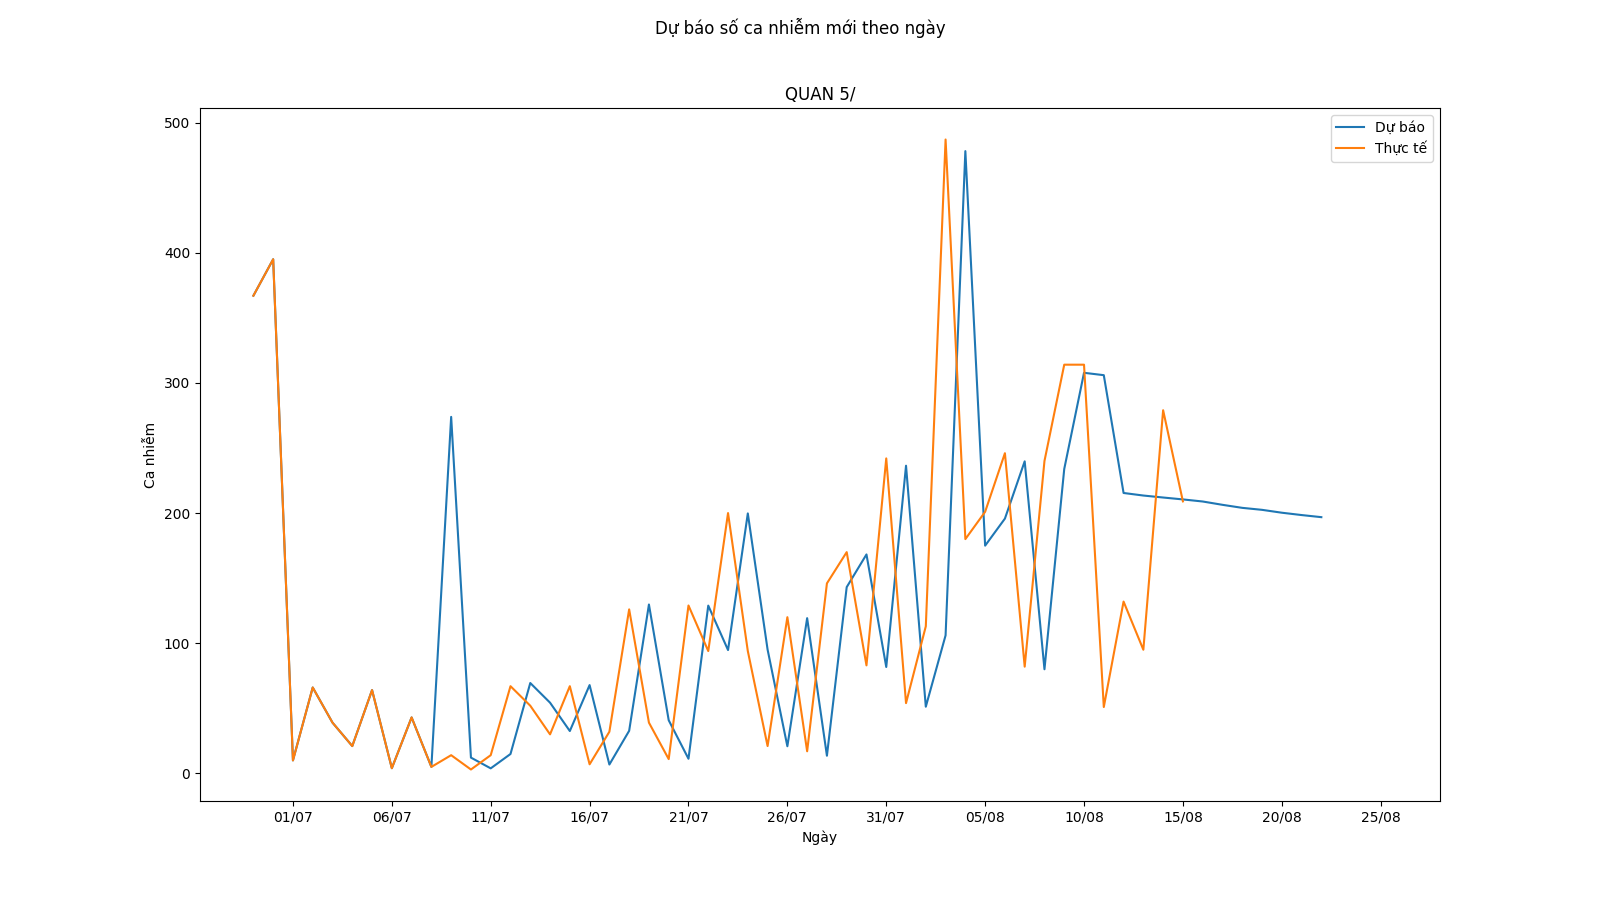 Dự báo số ca nhiễm mới theo ngày
QUAN 5/
Dự báo
Thực tế
500
400
300
200
100
0
Ca nhiễm
01/07 06/07 11/07 16/07 21/07 26/07 31/07 05/08 10/08 15/08 20/08 25/08
Ngày